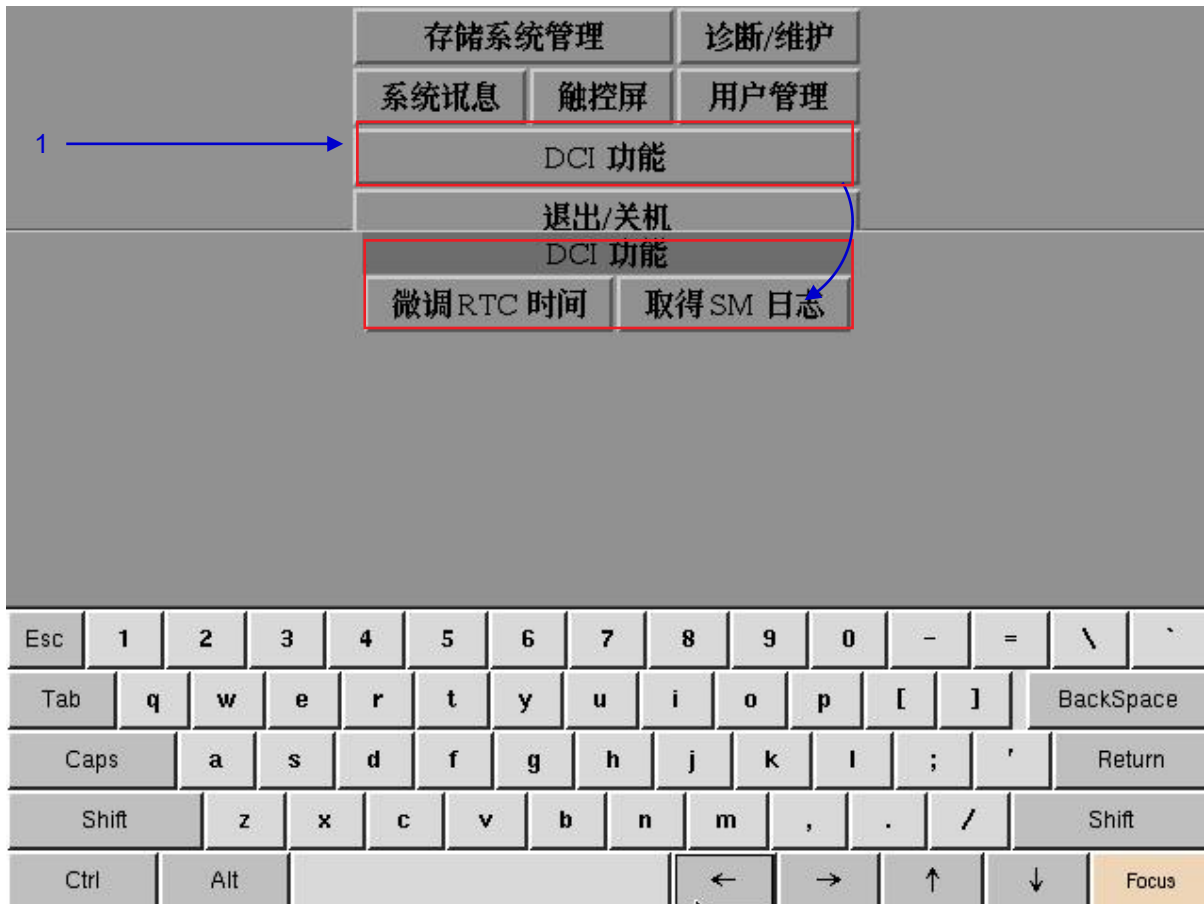 存储系统管理 诊断/维护
系统讯息 触控屏 用户管理
1
DCI 功能
退出/关机
DCI 功能
微调RTC 时间 取得SM 日志
Esc 1 2 3 4 5 6 7 8 9 0 - = \ `
Tab q w e r t y u i o p [ ] BackSpace
Caps a s d f g h j k l ; ' Return
Shift z x c v b n m , . / Shift
Ctrl Alt ← → ↑ ↓ Focus